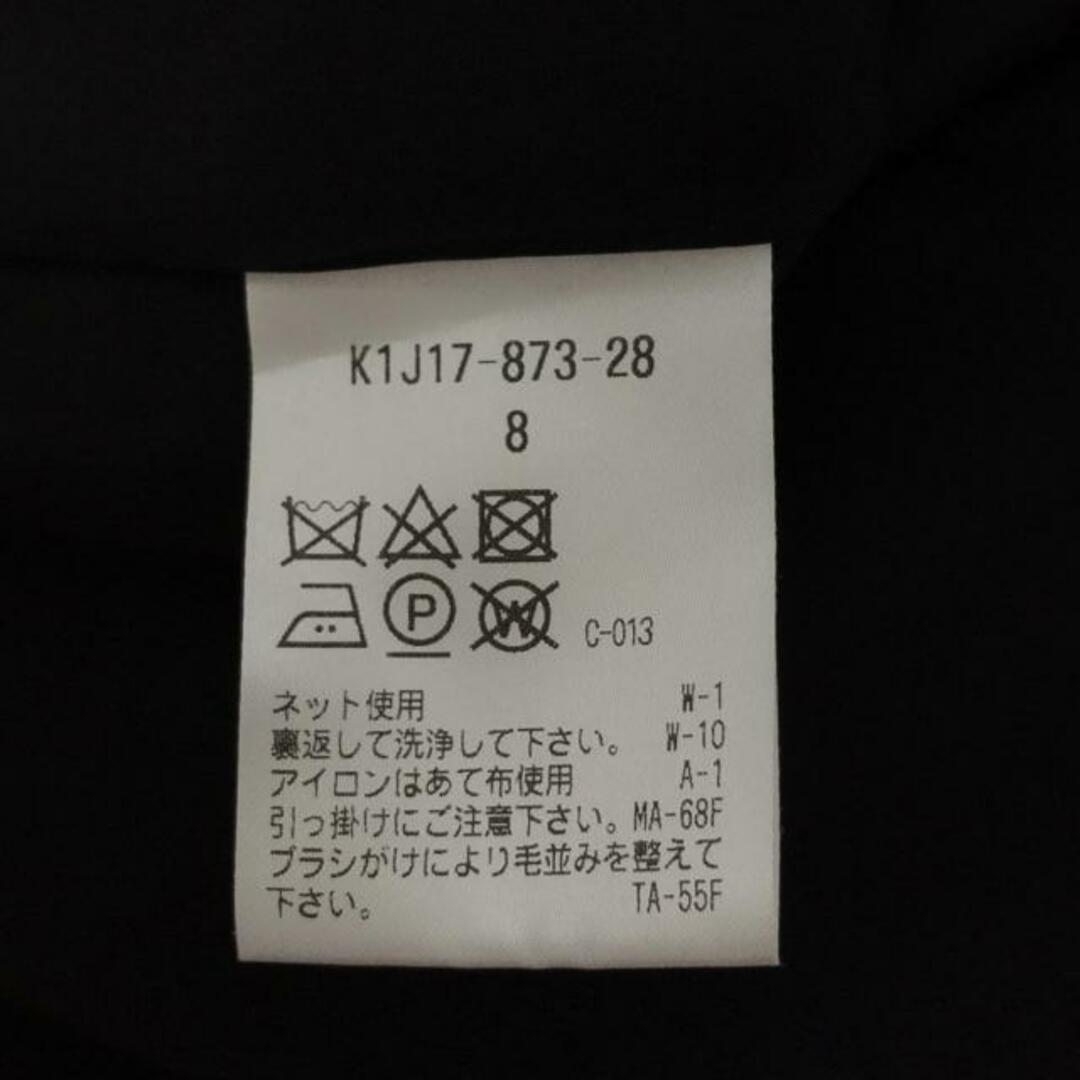 K1J17-873-28
8
P W C-013
ネット使用 W-1
裏返して洗浄して下さい。 W-10
アイロンはあて布使用 A-1
引っ掛けにご注意下さい。MA-68F
ブラシがけにより毛並みを整えて
下さい。 TA-55F